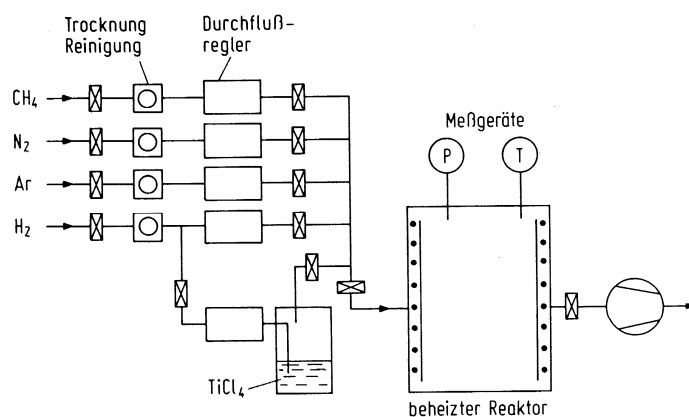 Trocknung
Reinigung
Durchfluß-
regler
CH₄
N₂
Ar
H₂
Meßgeräte
P
T
TiCl₄
beheizter Reaktor